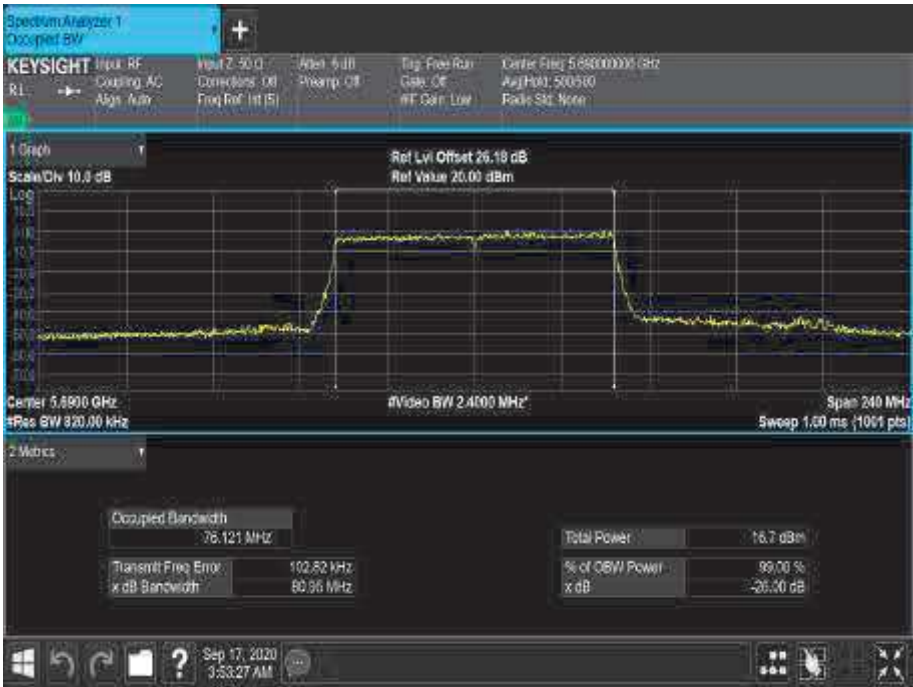 Spectrum Analyzer 1
Occupied BW
+
KEYSIGHT Input: RF Input Z: 50 Ω Atten: 6 dB Trig: Free Run Center Freq: 5.690000000 GHz
Coupling: AC Corrections: Off Preamp: Off Gate: Off Avg|Hold: 500/500
Align: Auto Freq Ref: Int (S) #IF Gain: Low Radio Std: None
1 Graph
Scale/Div 10.0 dB
Ref Lvl Offset 26.18 dB
Ref Value 20.00 dBm
Log
Center 5.6900 GHz #Video BW 2.4000 MHz* Span 240 MHz
#Res BW 820.00 kHz Sweep 1.00 ms (1001 pts)
2 Metrics
Occupied Bandwidth
76.121 MHz
Total Power 16.7 dBm
Transmit Freq Error 102.82 kHz % of OBW Power 99.00 %
x dB Bandwidth 80.96 MHz x dB -26.00 dB
?
Sep 17, 2020
3:53:27 AM